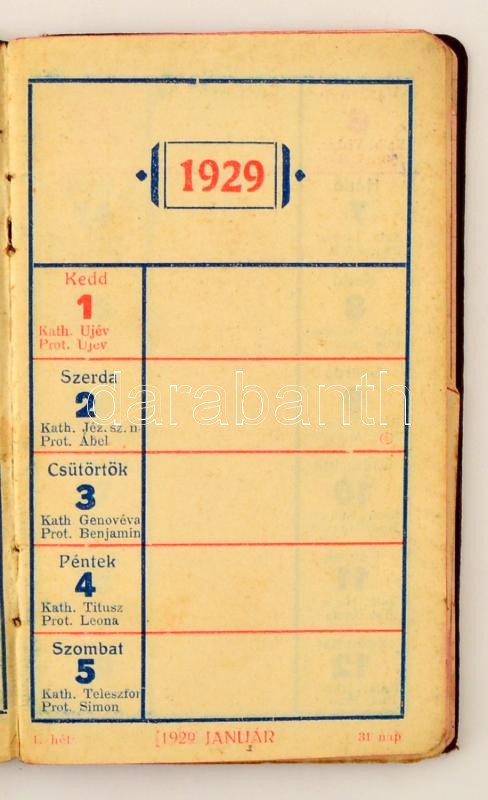 1929
Kedd
1
Kath. Ujév
Prot. Ujév
Szerda
2
Kath. Jéz. sz. n.
Prot. Ábel
Csütörtök
3
Kath Genovéva
Prot. Benjamin
Péntek
4
Kath. Titusz
Prot. Leona
Szombat
5
Kath. Teleszfor
Prot. Simon
1. hét
1929 JANUÁR
31 nap
darabanth